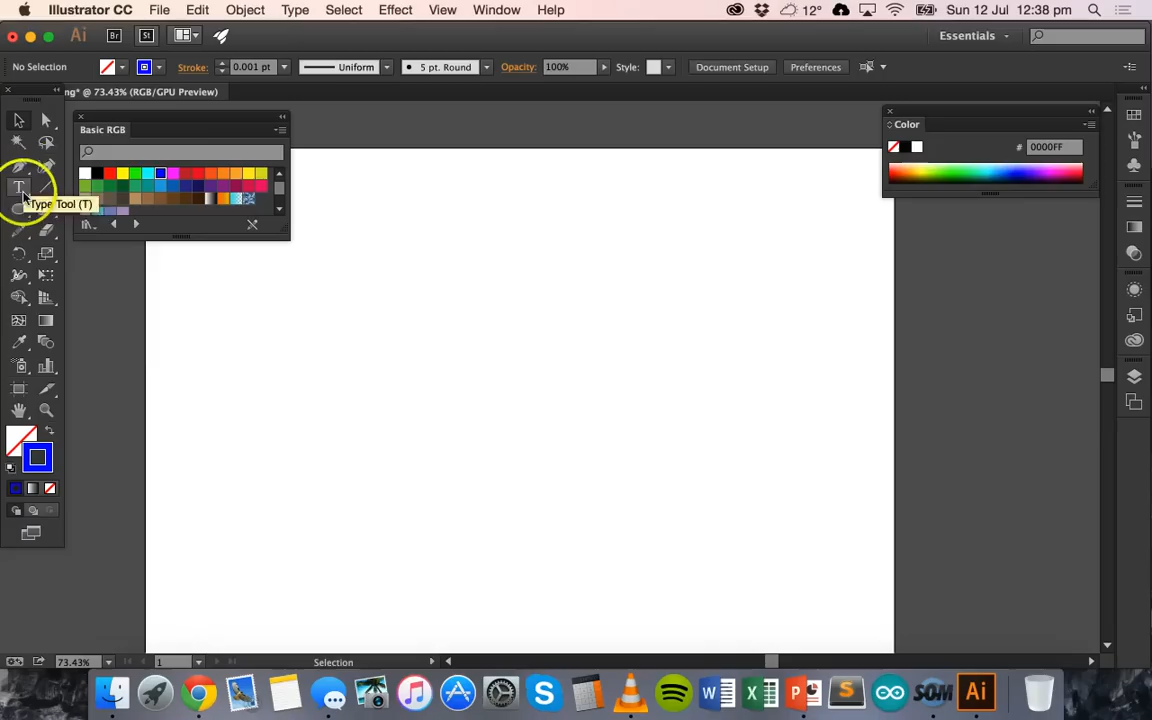 Illustrator CC File Edit Object Type Select Effect View Window Help 12° Sun 12 Jul 12:38 pm
Ai Br St Essentials
No Selection Stroke: 0.001 pt Uniform 5 pt. Round Opacity: 100% Style: Document Setup Preferences
ng* @ 73.43% (RGB/GPU Preview)
Basic RGB
Color
# 0000FF
T
Type Tool (T)
73.43% 1 Selection
W X P S SOM Ai